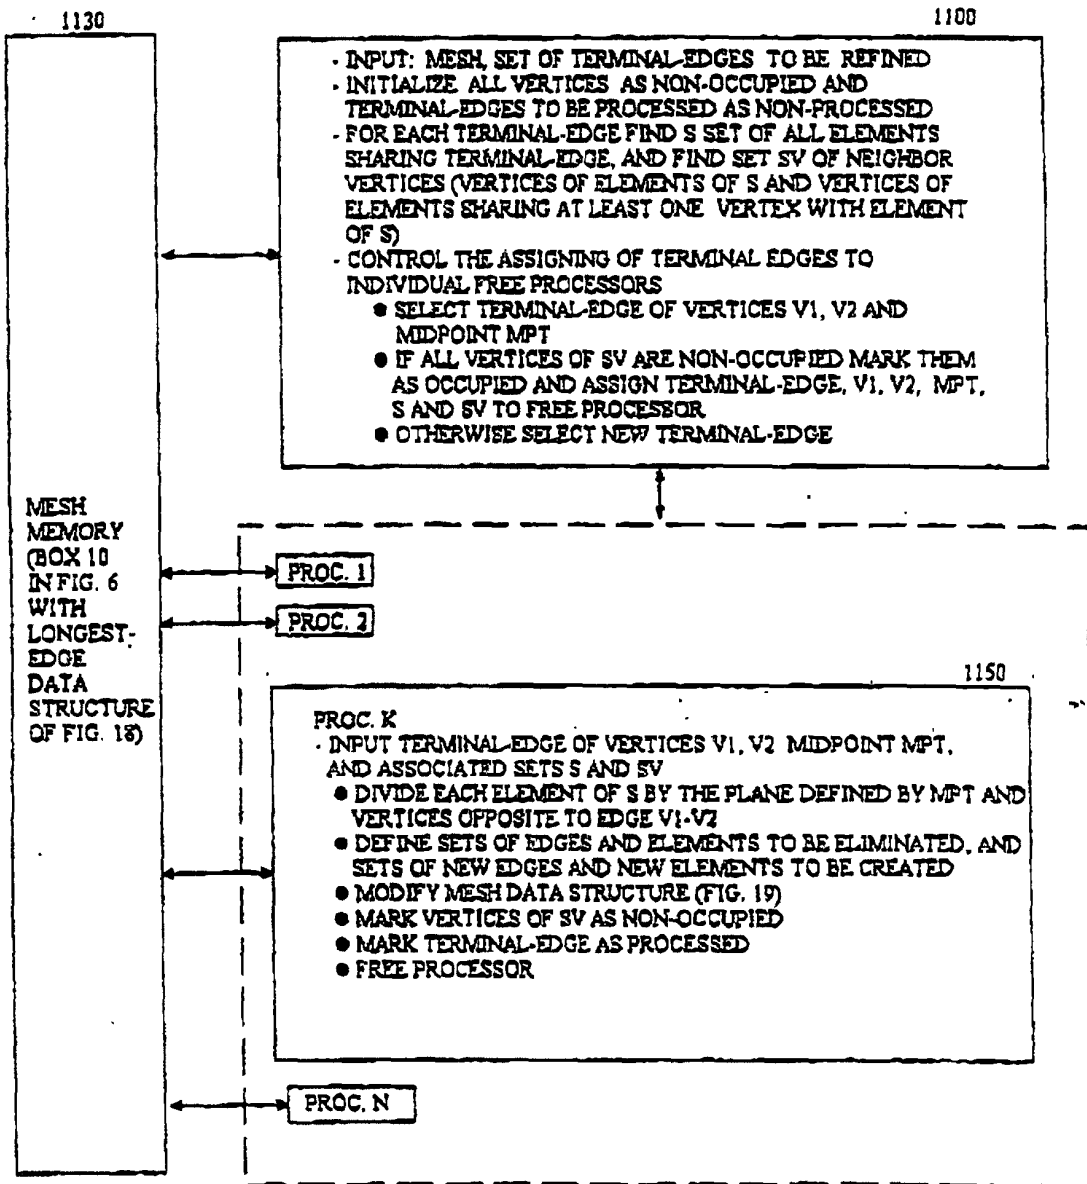 1130
1100
- INPUT: MESH, SET OF TERMINAL-EDGES TO BE REFINED
- INITIALIZE ALL VERTICES AS NON-OCCUPIED AND
TERMINAL-EDGES TO BE PROCESSED AS NON-PROCESSED
- FOR EACH TERMINAL-EDGE FIND S SET OF ALL ELEMENTS
SHARING TERMINAL-EDGE, AND FIND SET SV OF NEIGHBOR
VERTICES (VERTICES OF ELEMENTS OF S AND VERTICES OF
ELEMENTS SHARING AT LEAST ONE VERTEX WITH ELEMENT
OF S)
- CONTROL THE ASSIGNING OF TERMINAL EDGES TO
INDIVIDUAL FREE PROCESSORS
● SELECT TERMINAL-EDGE OF VERTICES V1, V2 AND
MIDPOINT MPT
● IF ALL VERTICES OF SV ARE NON-OCCUPIED MARK THEM
AS OCCUPIED AND ASSIGN TERMINAL-EDGE, V1, V2, MPT,
S AND SV TO FREE PROCESSOR
● OTHERWISE SELECT NEW TERMINAL-EDGE
MESH
MEMORY
(BOX 10
IN FIG. 6
WITH
LONGEST-
EDGE
DATA
STRUCTURE
OF FIG. 18)
PROC. 1
PROC. 2
1150
PROC. K
- INPUT TERMINAL-EDGE OF VERTICES V1, V2 MIDPOINT MPT,
AND ASSOCIATED SETS S AND SV
● DIVIDE EACH ELEMENT OF S BY THE PLANE DEFINED BY MPT AND
VERTICES OPPOSITE TO EDGE V1-V2
● DEFINE SETS OF EDGES AND ELEMENTS TO BE ELIMINATED, AND
SETS OF NEW EDGES AND NEW ELEMENTS TO BE CREATED
● MODIFY MESH DATA STRUCTURE (FIG. 19)
● MARK VERTICES OF SV AS NON-OCCUPIED
● MARK TERMINAL-EDGE AS PROCESSED
● FREE PROCESSOR
PROC. N